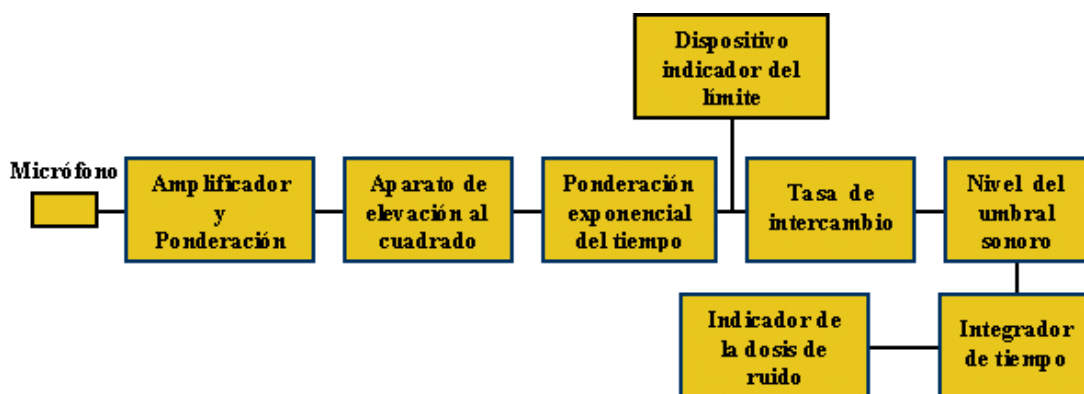 Dispositivo
indicador del
límite
Micrófono
Amplificador
y
Ponderación
Aparato de
elevación al
cuadrado
Ponderación
exponencial
del tiempo
Tasa de
intercambio
Nivel del
umbral
sonoro
Indicador de
la dosis de
ruido
Integrador
de tiempo